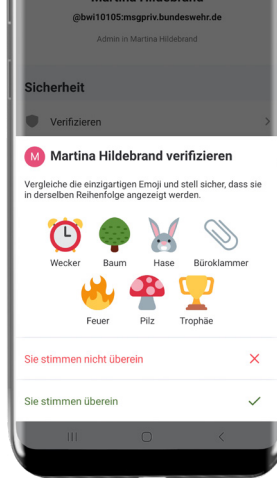 Martina Hildebrand
@bwi10105:msgpriv.bundeswehr.de
Admin in Martina Hildebrand
Sicherheit
Verifizieren
M Martina Hildebrand verifizieren
Vergleiche die einzigartigen Emoji und stell sicher, dass sie
in derselben Reihenfolge angezeigt werden.
Wecker Baum Hase Büroklammer
Feuer Pilz Trophäe
Sie stimmen nicht überein
Sie stimmen überein